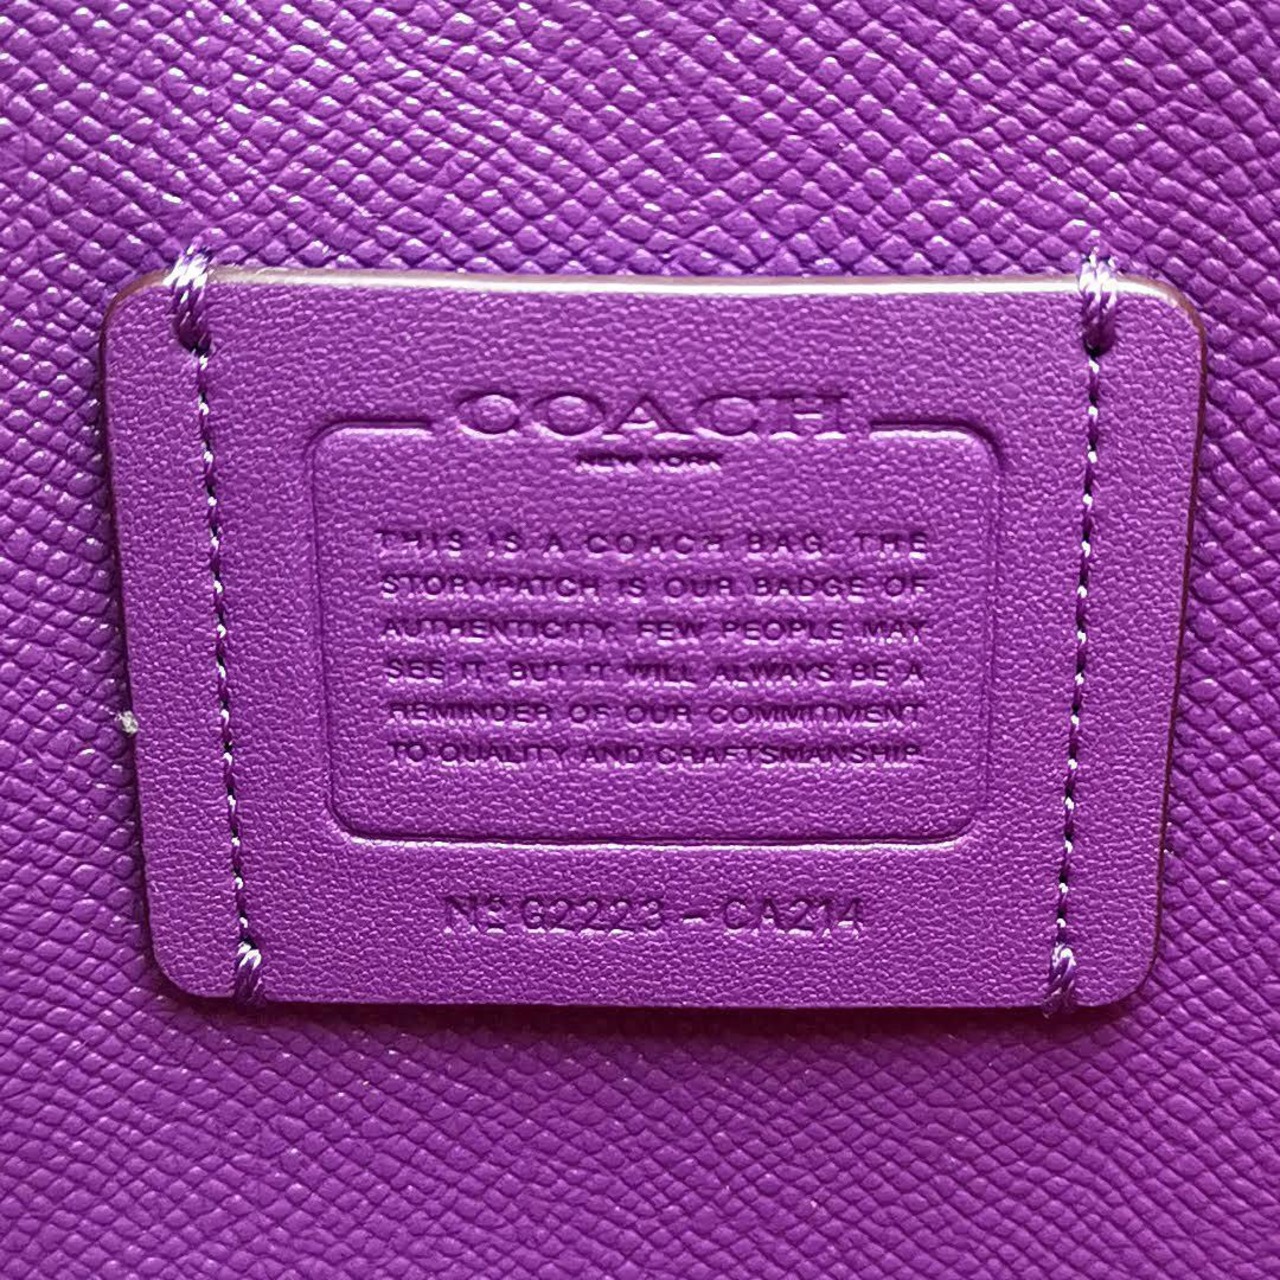 COACH
NEW YORK
THIS IS A COACH BAG. THE
STORYPATCH IS OUR BADGE OF
AUTHENTICITY. FEW PEOPLE MAY
SEE IT, BUT IT WILL ALWAYS BE A
REMINDER OF OUR COMMITMENT
TO QUALITY AND CRAFTSMANSHIP.
Nº G2223-CA214